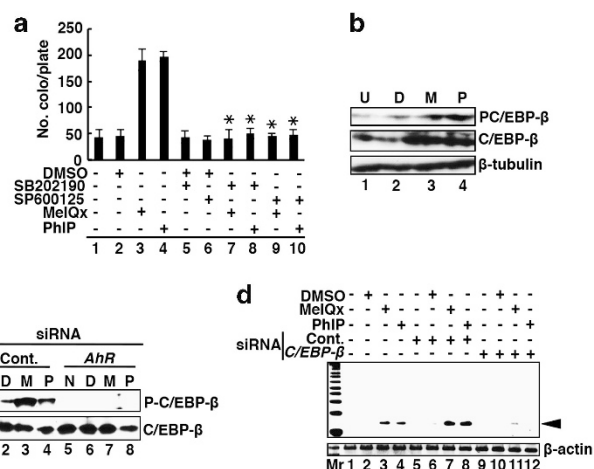 a
250
200
150
100
50
0
No. colo/plate
* * * *
DMSO - + - - + + - - - -
SB202190 - - - - + - + + - -
SP600125 - - - - - + - - + +
MelQx - - + - - - + - + -
PhIP - - - + - - - + - +
1 2 3 4 5 6 7 8 9 10
b
U D M P
PC/EBP-β
C/EBP-β
β-tubulin
1 2 3 4
siRNA
Cont. AhR
D M P N D M P
P-C/EBP-β
C/EBP-β
2 3 4 5 6 7 8
d
DMSO - + - - - + - - - + - -
MelQx - - + - - - + - - - + -
PhIP - - - + - - - + - - - +
siRNA
Cont. - - - - + + + + - - - -
C/EBP-β - - - - - - - - + + + +
β-actin
Mr 1 2 3 4 5 6 7 8 9 10 11 12